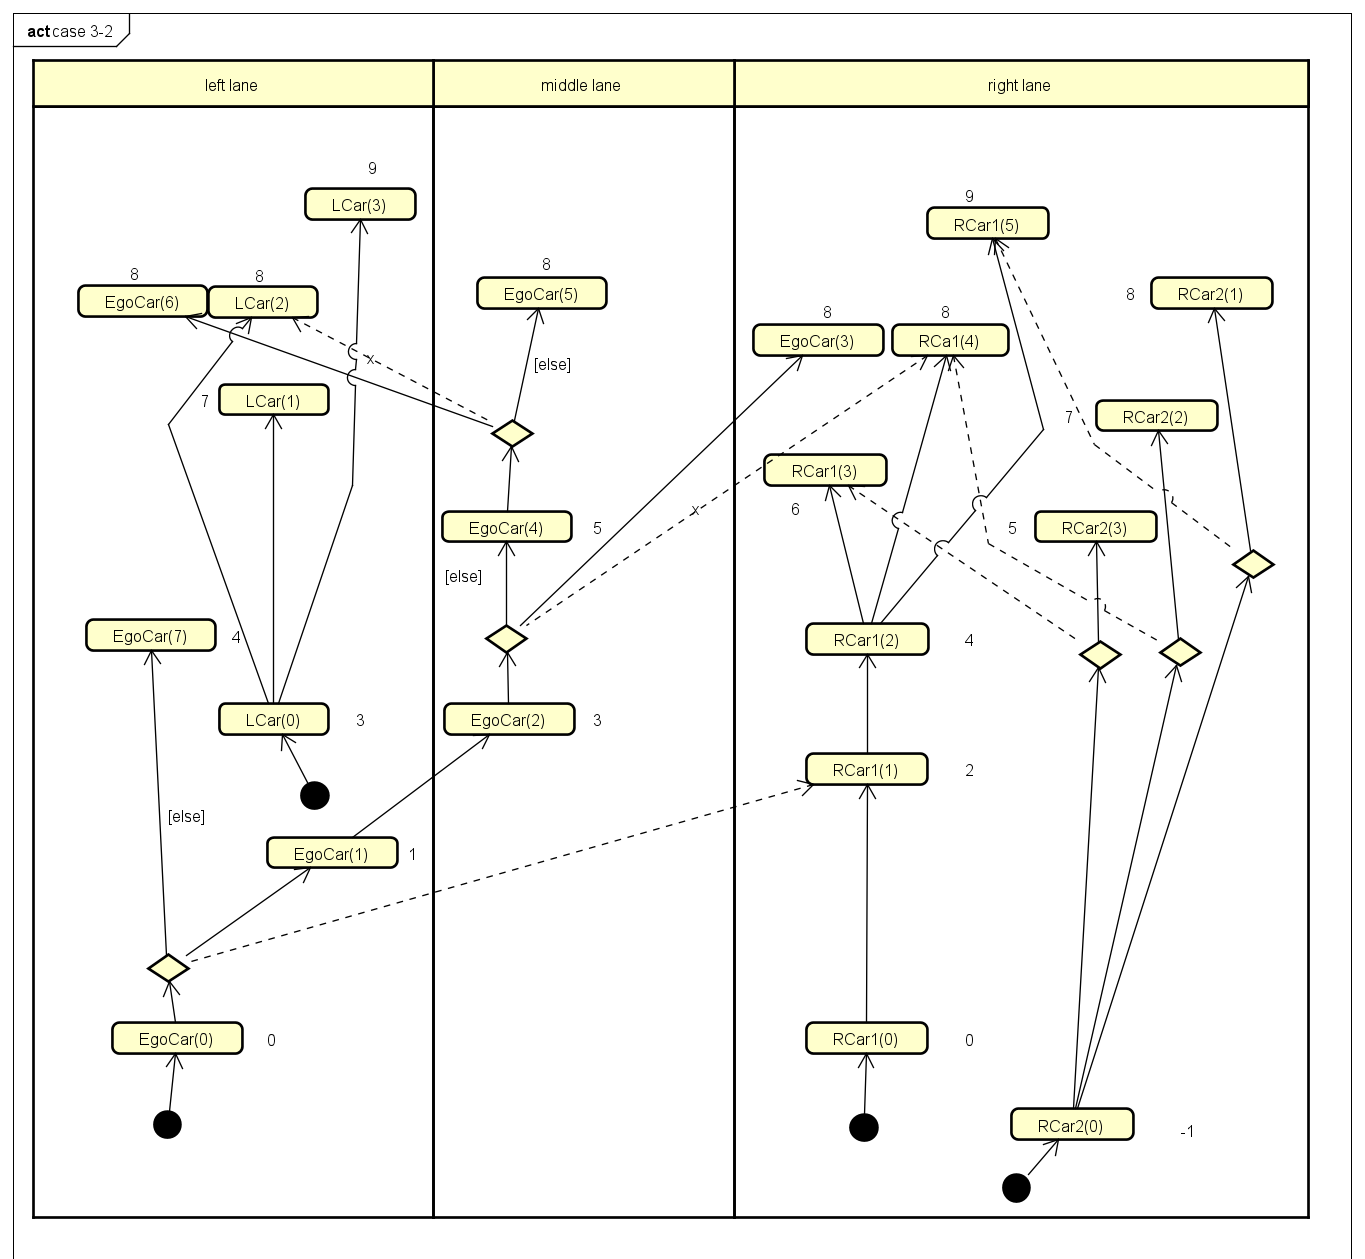 act case 3-2
left lane
middle lane
right lane
9
LCar(3)
9
RCar1(5)
8
EgoCar(6)
8
LCar(2)
8
EgoCar(5)
8
RCar2(1)
8
EgoCar(3)
8
RCa1(4)
x
[else]
7
LCar(1)
7
RCar2(2)
RCar1(3)
6
x
EgoCar(4)
5
5
RCar2(3)
[else]
EgoCar(7)
4
RCar1(2)
4
LCar(0)
3
EgoCar(2)
3
RCar1(1)
2
[else]
EgoCar(1)
1
EgoCar(0)
0
RCar1(0)
0
RCar2(0)
-1